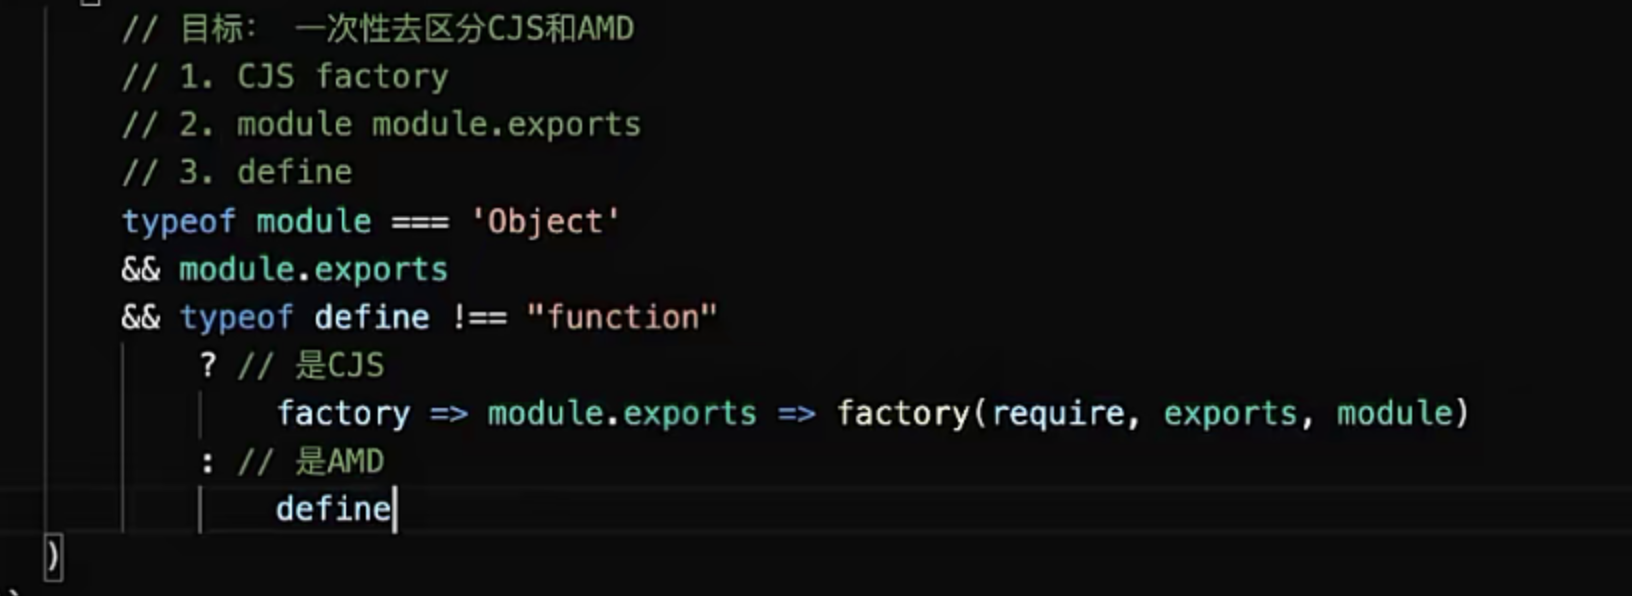 // 目标： 一次性去区分CJS和AMD
// 1. CJS factory
// 2. module module.exports
// 3. define
typeof module === 'Object'
&& module.exports
&& typeof define !== "function"
? // 是CJS
factory => module.exports => factory(require, exports, module)
: // 是AMD
define
)